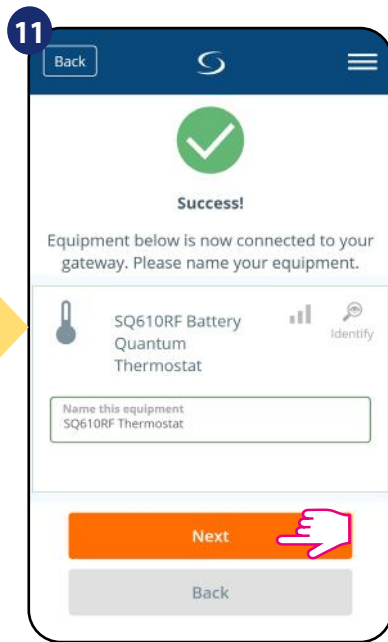 11
Back
Success!
Equipment below is now connected to your
gateway. Please name your equipment.
SQ610RF Battery
Quantum
Thermostat
Identify
Name this equipment
SQ610RF Thermostat
Next
Back